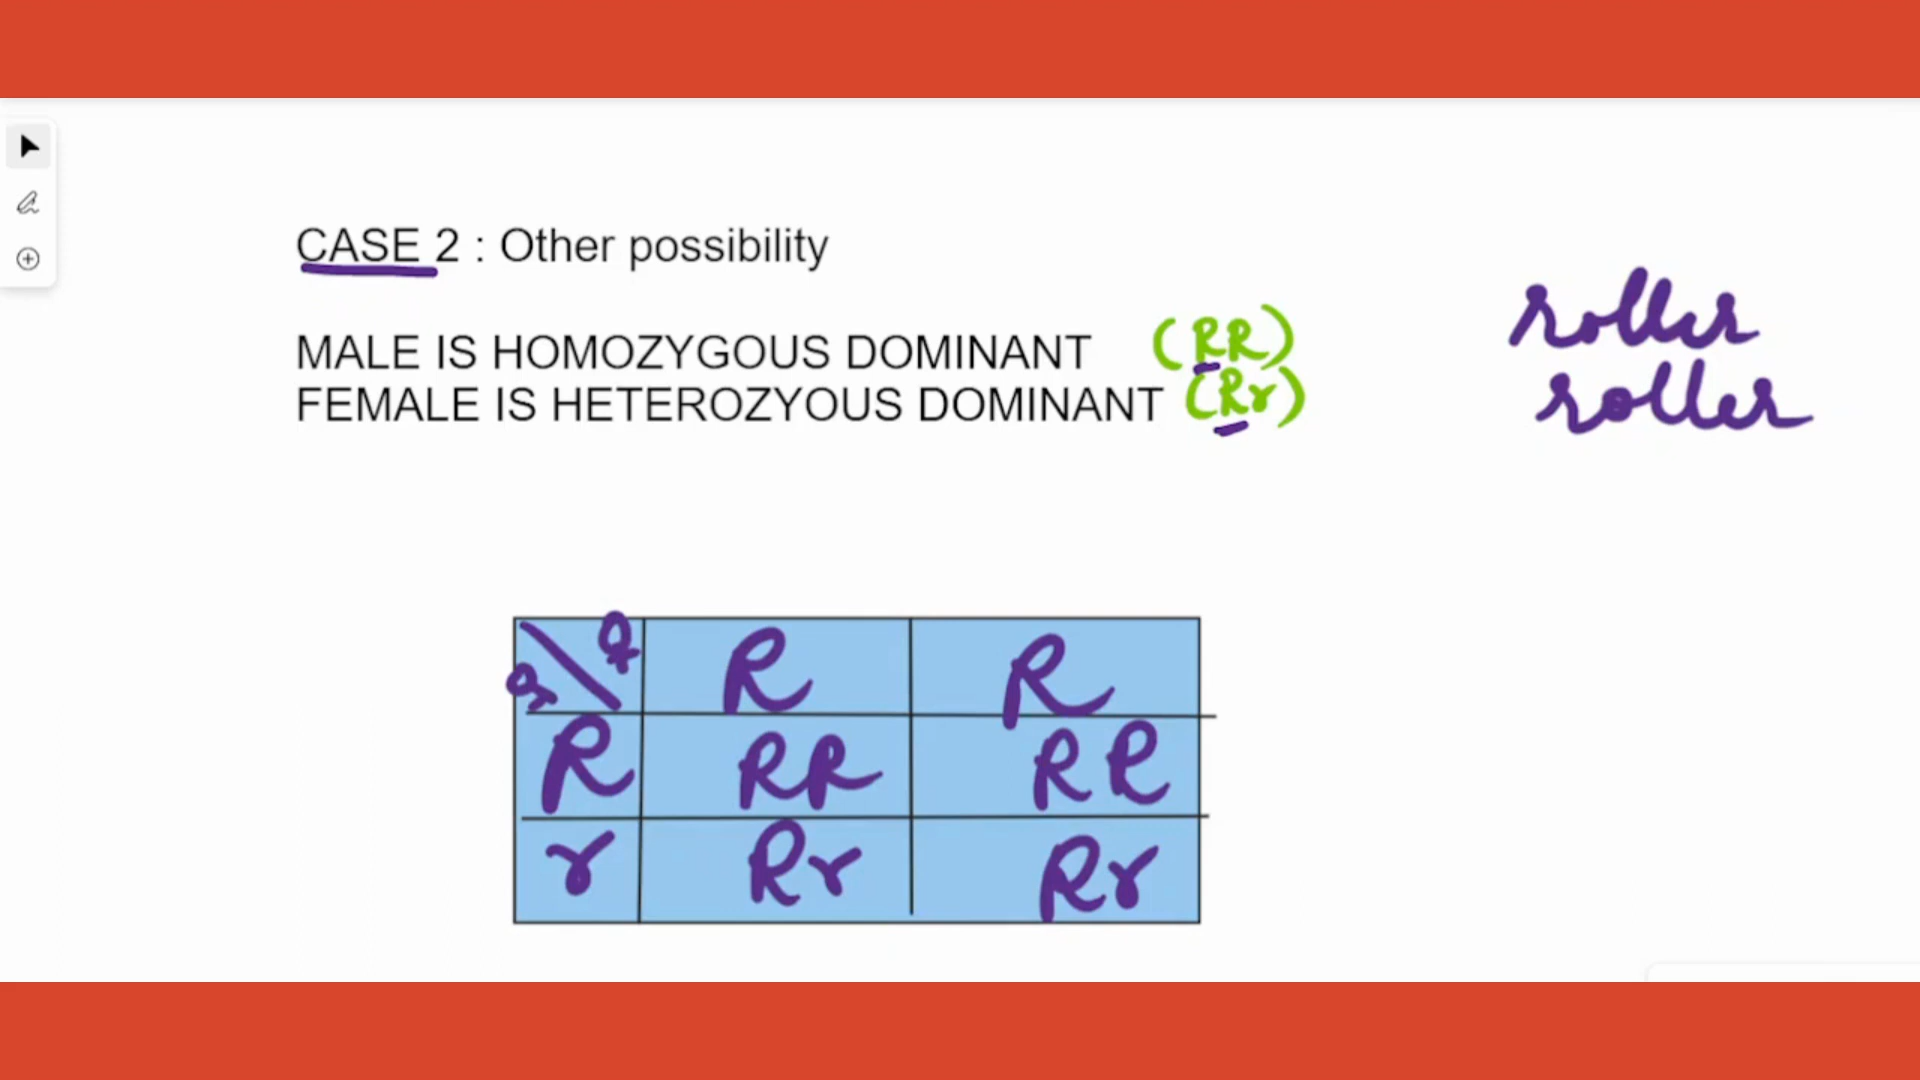 CASE 2 : Other possibility
MALE IS HOMOZYGOUS DOMINANT (RR) roller
FEMALE IS HETEROZYOUS DOMINANT (Rr) roller
♂ ♀ R R
R RR RR
r Rr Rr